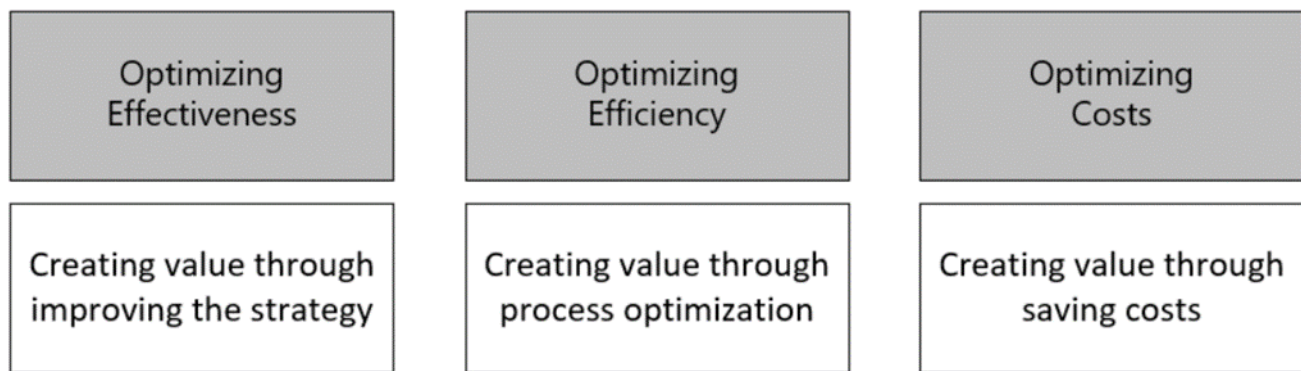 Optimizing
Effectiveness
Optimizing
Efficiency
Optimizing
Costs
Creating value through
improving the strategy
Creating value through
process optimization
Creating value through
saving costs